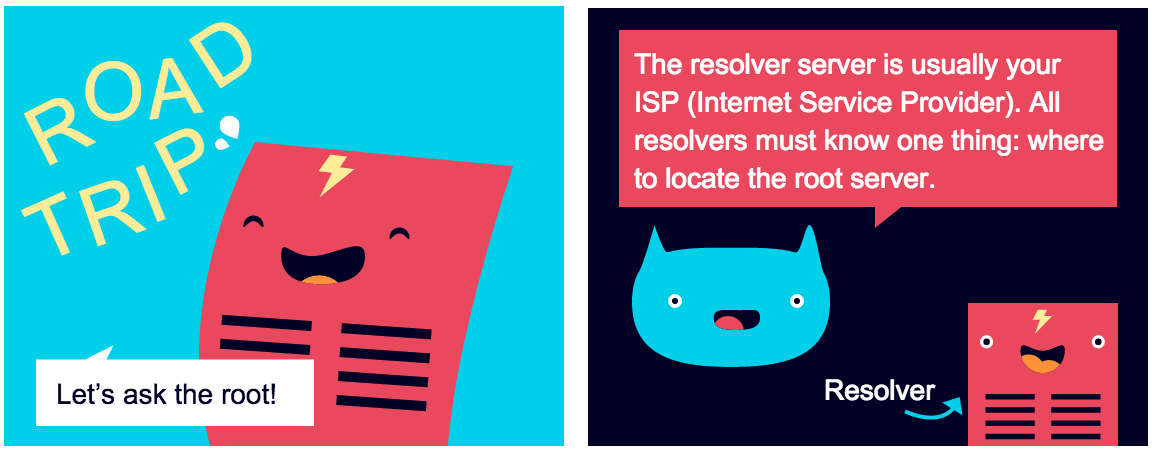 ROAD
TRIP
Let’s ask the root!
The resolver server is usually your
ISP (Internet Service Provider). All
resolvers must know one thing: where
to locate the root server.
Resolver